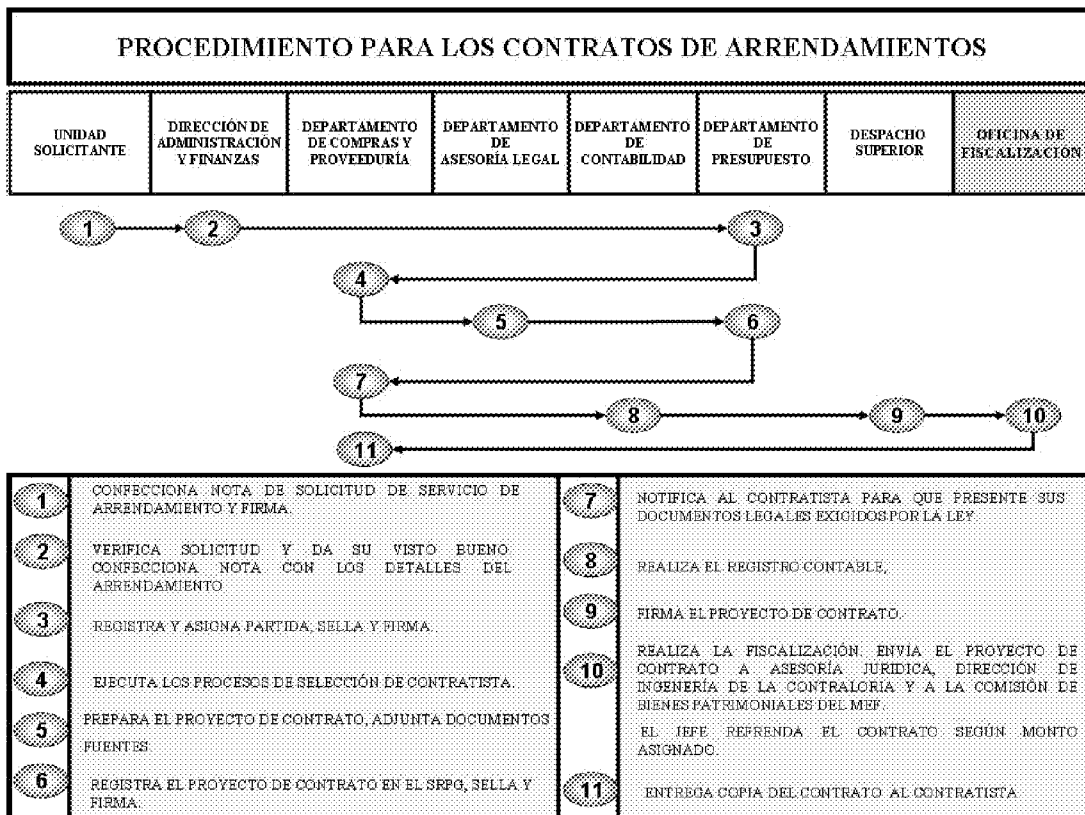 PROCEDIMIENTO PARA LOS CONTRATOS DE ARRENDAMIENTOS
UNIDAD
SOLICITANTE
DIRECCIÓN DE
ADMINISTRACIÓN
Y FINANZAS
DEPARTAMENTO
DE COMPRAS Y
PROVEEDURÍA
DEPARTAMENTO
DE
ASESORÍA LEGAL
DEPARTAMENTO
DE
CONTABILIDAD
DEPARTAMENTO
DE
PRESUPUESTO
DESPACHO
SUPERIOR
OFICINA DE
FISCALIZACIÓN
1
2
3
4
5
6
7
8
9
10
11
1
CONFECCIONA NOTA DE SOLICITUD DE SERVICIO DE
ARRENDAMIENTO Y FIRMA.
2
VERIFICA SOLICITUD Y DA SU VISTO BUENO
CONFECCIONA NOTA CON LOS DETALLES DEL
ARRENDAMIENTO
3
REGISTRA Y ASIGNA PARTIDA, SELLA Y FIRMA.
4
EJECUTA LOS PROCESOS DE SELECCIÓN DE CONTRATISTA.
5
PREPARA EL PROYECTO DE CONTRATO, ADJUNTA DOCUMENTOS
FUENTES.
6
REGISTRA EL PROYECTO DE CONTRATO EN EL SRPG, SELLA Y
FIRMA.
7
NOTIFICA AL CONTRATISTA PARA QUE PRESENTE SUS
DOCUMENTOS LEGALES EXIGIDOS POR LA LEY
8
REALIZA EL REGISTRO CONTABLE,
9
FIRMA EL PROYECTO DE CONTRATO.
10
REALIZA LA FISCALIZACIÓN. ENVÍA EL PROYECTO DE
CONTRATO A ASESORÍA JURIDICA, DIRECCIÓN DE
INGENERÍA DE LA CONTRALORIA Y A LA COMISIÓN DE
BIENES PATRIMONIALES DEL MEF.
EL JEFE REFRENDA EL CONTRATO SEGÚN MONTO
ASIGNADO.
11
ENTREGA COPIA DEL CONTRATO AL CONTRATISTA